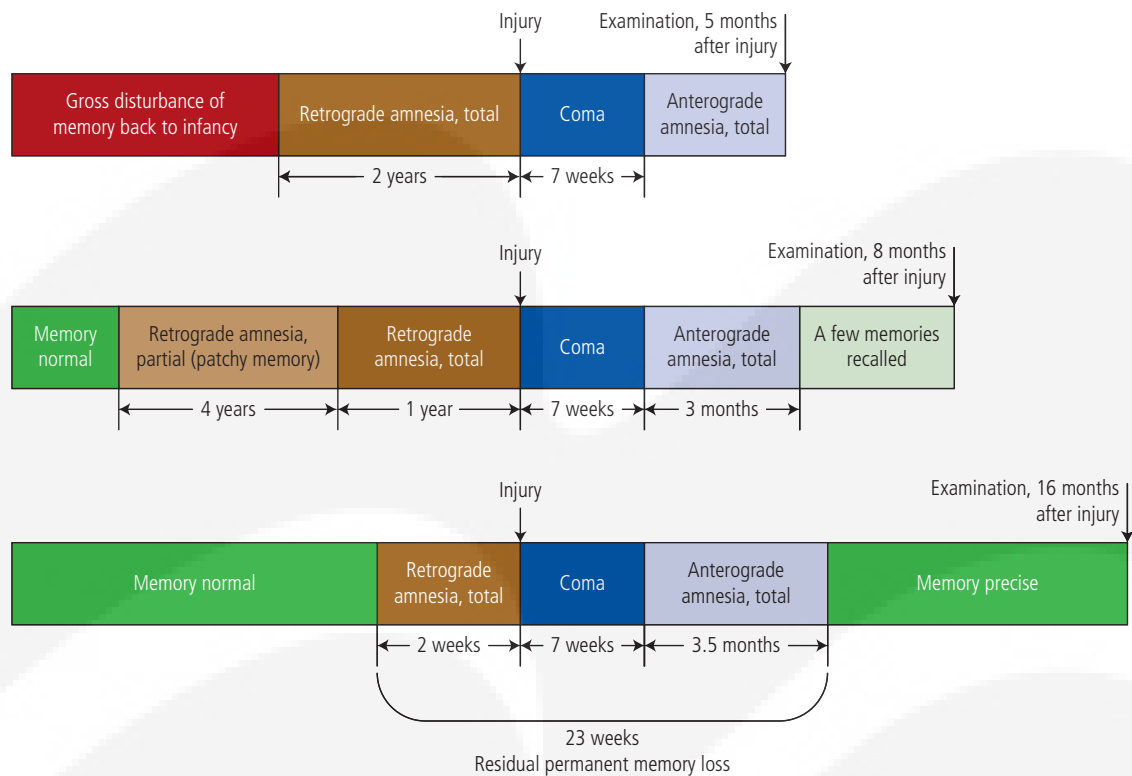 Injury
Examination, 5 months
after injury
Gross disturbance of
memory back to infancy
Retrograde amnesia, total
Coma
Anterograde
amnesia, total
2 years
7 weeks
Injury
Examination, 8 months
after injury
Memory
normal
Retrograde amnesia,
partial (patchy memory)
Retrograde
amnesia, total
Coma
Anterograde
amnesia, total
A few memories
recalled
4 years
1 year
7 weeks
3 months
Injury
Examination, 16 months
after injury
Memory normal
Retrograde
amnesia, total
Coma
Anterograde
amnesia, total
Memory precise
2 weeks
7 weeks
3.5 months
23 weeks
Residual permanent memory loss